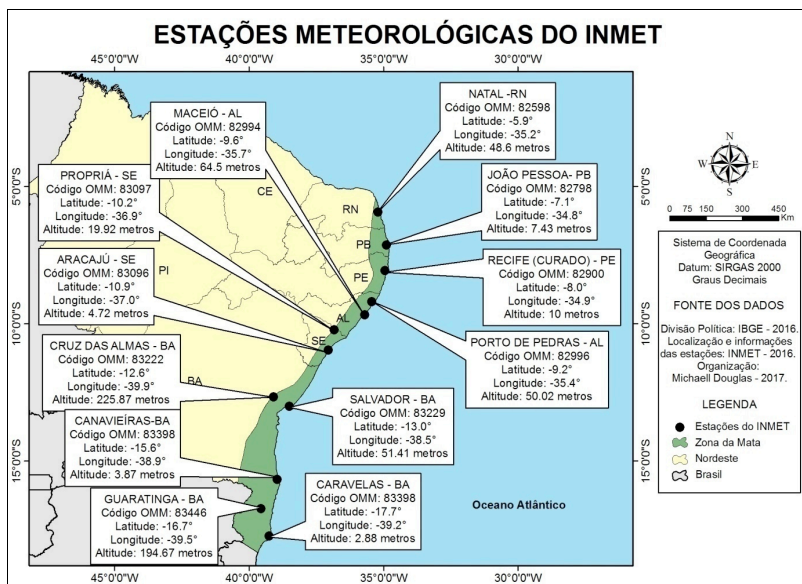 ESTAÇÕES METEOROLÓGICAS DO INMET
45°0'0"O
40°0'0"O
35°0'0"O
MACEIÓ - AL
Código OMM: 82994
Latitude: -9.6°
Longitude: -35.7°
Altitude: 64.5 metros
NATAL -RN
Código OMM: 82598
Latitude: -5.9°
Longitude: -35.2°
Altitude: 48.6 metros
PROPRIÁ - SE
Código OMM: 83097
Latitude: -10.2°
Longitude: -36.9°
Altitude: 19.92 metros
JOÃO PESSOA- PB
Código OMM: 82798
Latitude: -7.1°
Longitude: -34.8°
Altitude: 7.43 metros
ARACAJÚ - SE
Código OMM: 83096
Latitude: -10.9°
Longitude: -37.0°
Altitude: 4.72 metros
RECIFE (CURADO) - PE
Código OMM: 82900
Latitude: -8.0°
Longitude: -34.9°
Altitude: 10 metros
CRUZ DAS ALMAS - BA
Código OMM: 83222
Latitude: -12.6°
Longitude: -39.9°
Altitude: 225.87 metros
PORTO DE PEDRAS - AL
Código OMM: 82996
Latitude: -9.2°
Longitude: -35.4°
Altitude: 50.02 metros
CANAVIEÍRAS-BA
Código OMM: 83398
Latitude: -15.6°
Longitude: -38.9°
Altitude: 3.87 metros
SALVADOR - BA
Código OMM: 83229
Latitude: -13.0°
Longitude: -38.5°
Altitude: 51.41 metros
GUARATINGA - BA
Código OMM: 83446
Latitude: -16.7°
Longitude: -39.5°
Altitude: 194.67 metros
CARAVELAS - BA
Código OMM: 83398
Latitude: -17.7°
Longitude: -39.2°
Altitude: 2.88 metros
CE
RN
PB
PE
PI
AL
SE
BA
Oceano Atlântico
5°0'0"S
10°0'0"S
15°0'0"S
5°0'0"S
10°0'0"S
15°0'0"S
45°0'0"O
40°0'0"O
35°0'0"O
30°0'0"O
N
W
E
S
0 75 150 300 450
Km
Sistema de Coordenada
Geográfica
Datum: SIRGAS 2000
Graus Decimais
FONTE DOS DADOS
Divisão Política: IBGE - 2016.
Localização e informações
das estações: INMET - 2016.
Organização:
Michaell Douglas - 2017.
LEGENDA
Estações do INMET
Zona da Mata
Nordeste
Brasil